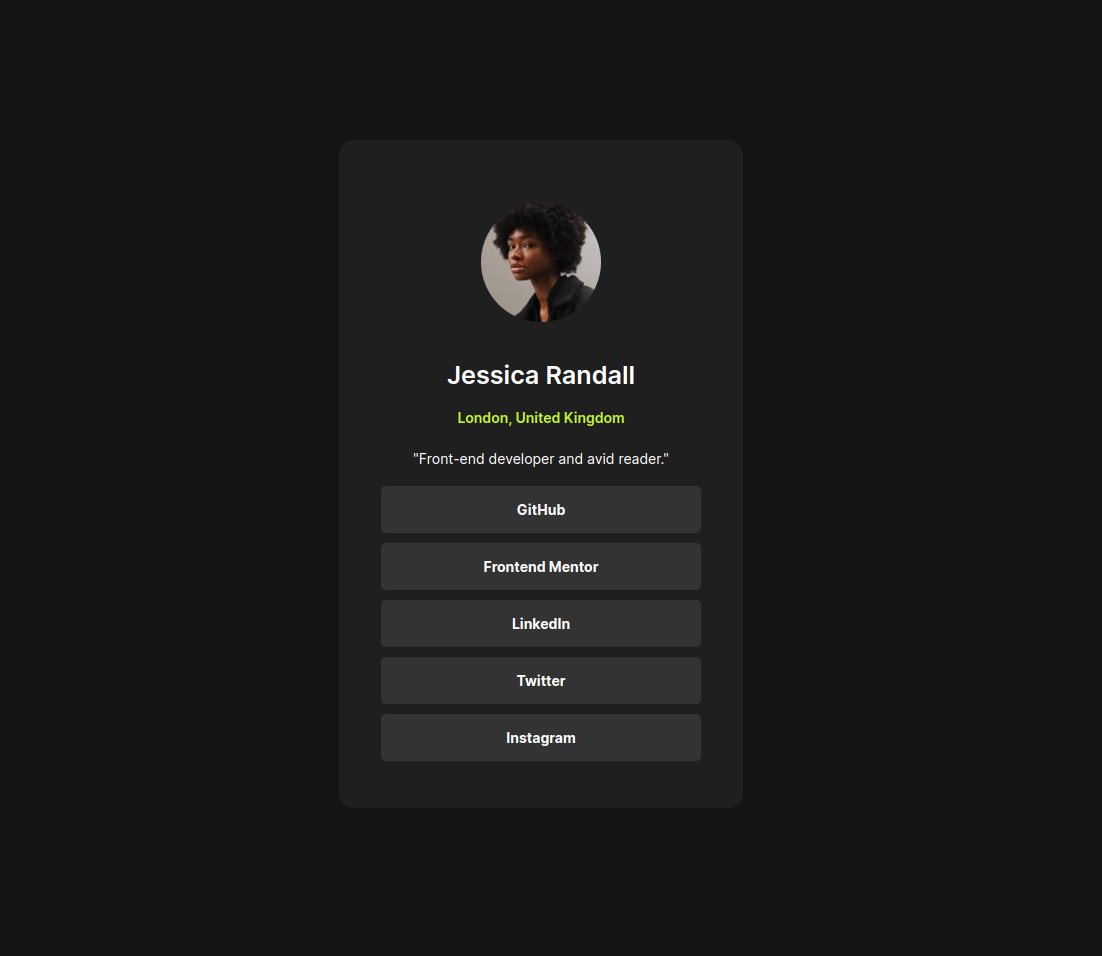 Jessica Randall
London, United Kingdom
"Front-end developer and avid reader."
GitHub
Frontend Mentor
LinkedIn
Twitter
Instagram